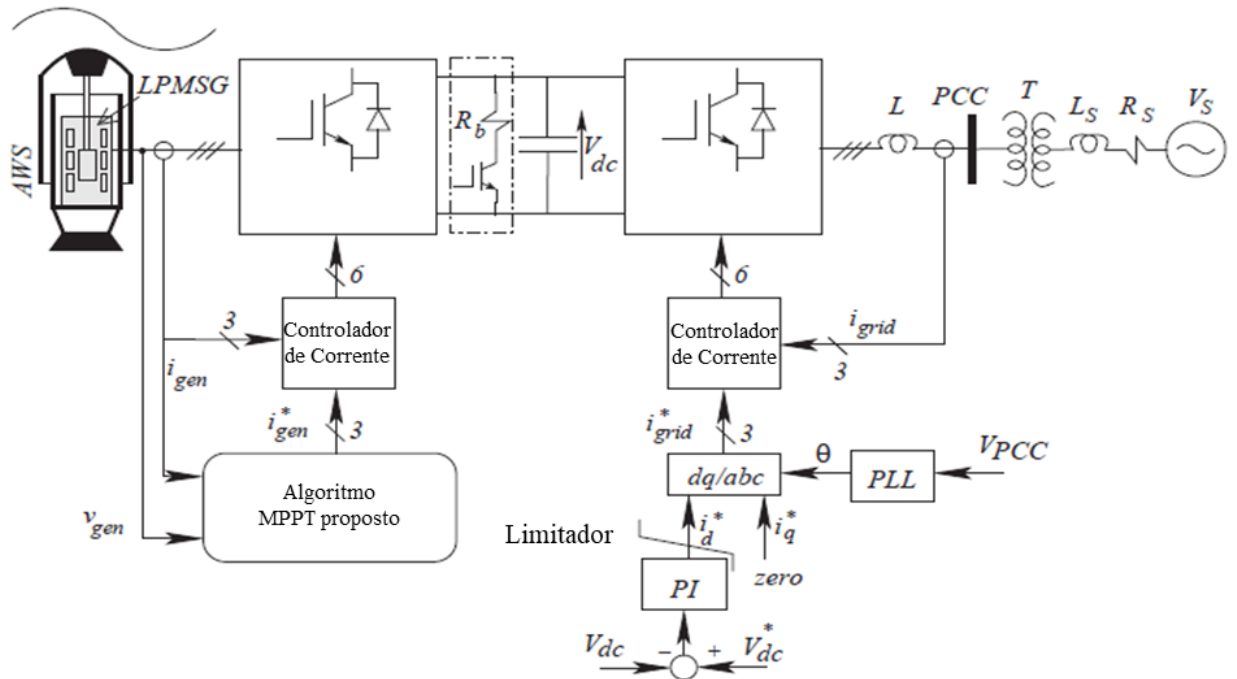 LPMSG
AWS
R_b
V_dc
L
PCC
T
L_S
R_S
V_S
6
6
3
Controlador
de Corrente
Controlador
de Corrente
i_grid
3
i_gen
i*_gen
3
i*_grid
3
Algoritmo
MPPT proposto
v_gen
dq/abc
θ
PLL
V_PCC
Limitador
i*_d
i*_q
zero
PI
V_dc
−
+
V*_dc